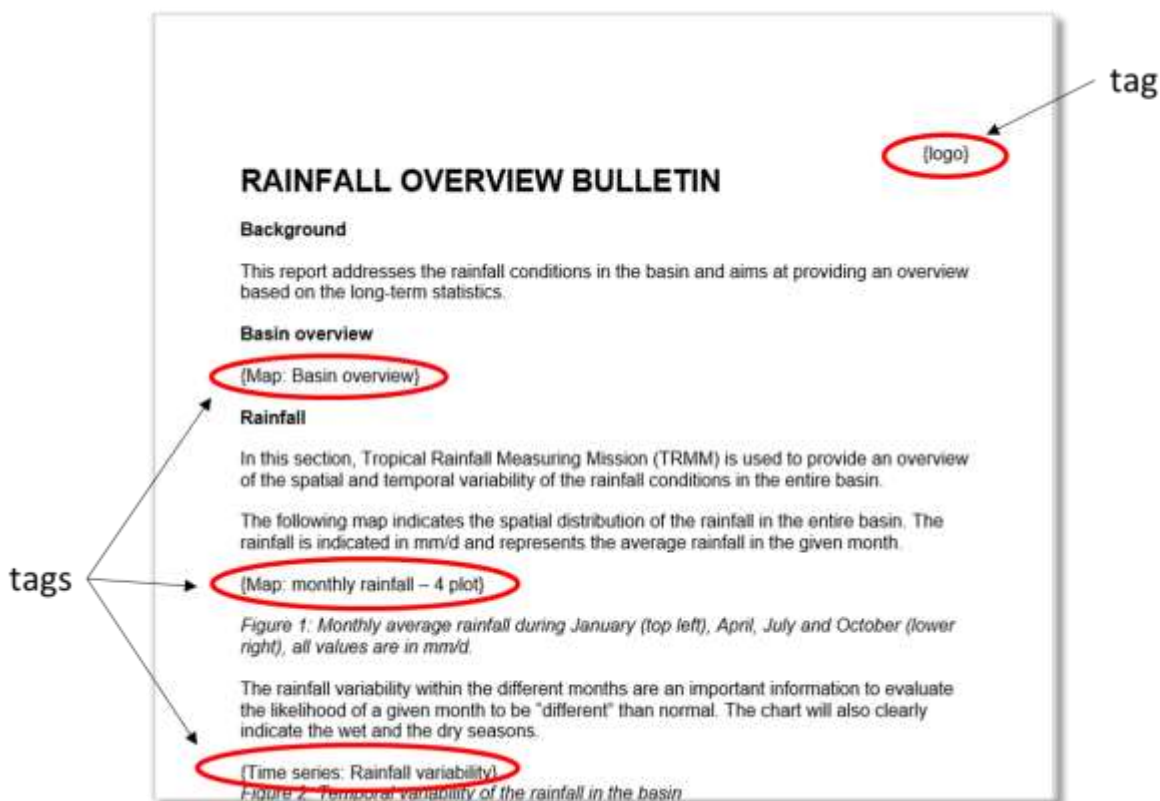 tag
{logo}
RAINFALL OVERVIEW BULLETIN
Background
This report addresses the rainfall conditions in the basin and aims at providing an overview
based on the long-term statistics.
Basin overview
{Map: Basin overview}
Rainfall
In this section, Tropical Rainfall Measuring Mission (TRMM) is used to provide an overview
of the spatial and temporal variability of the rainfall conditions in the entire basin.
The following map indicates the spatial distribution of the rainfall in the entire basin. The
rainfall is indicated in mm/d and represents the average rainfall in the given month.
tags
{Map: monthly rainfall – 4 plot}
Figure 1: Monthly average rainfall during January (top left), April, July and October (lower
right), all values are in mm/d.
The rainfall variability within the different months are an important information to evaluate
the likelihood of a given month to be "different" than normal. The chart will also clearly
indicate the wet and the dry seasons.
{Time series: Rainfall variability}
Figure 2: Temporal variability of the rainfall in the basin